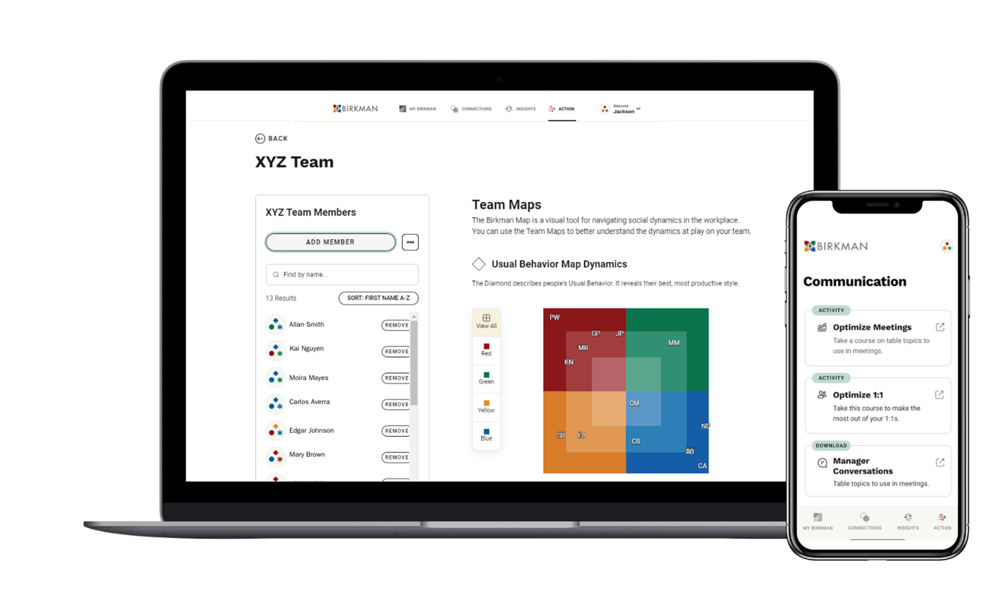 BIRKMAN
MY BIRKMAN
CONNECTIONS
INSIGHTS
ACTION
Welcome
Jackson
BACK
XYZ Team
XYZ Team Members
ADD MEMBER
Find by name...
13 Results
SORT: FIRST NAME A-Z
Allan Smith
REMOVE
Kai Nguyen
REMOVE
Moira Mayes
REMOVE
Carlos Averra
REMOVE
Edgar Johnson
REMOVE
Mary Brown
REMOVE
Team Maps
The Birkman Map is a visual tool for navigating social dynamics in the workplace.
You can use the Team Maps to better understand the dynamics at play on your team.
Usual Behavior Map Dynamics
The Diamond describes people's Usual Behavior. It reveals their best, most productive style.
View All
Red
Green
Yellow
Blue
PW
GP
JP
MM
MB
KN
CM
ND
SR
EJ
CB
CA
BIRKMAN
Communication
ACTIVITY
Optimize Meetings
Take a course on table topics to
use in meetings.
ACTIVITY
Optimize 1:1
Take this course to make the
most out of your 1:1s.
DOWNLOAD
Manager
Conversations
Table topics to use in meetings.
MY BIRKMAN
CONNECTIONS
INSIGHTS
ACTION